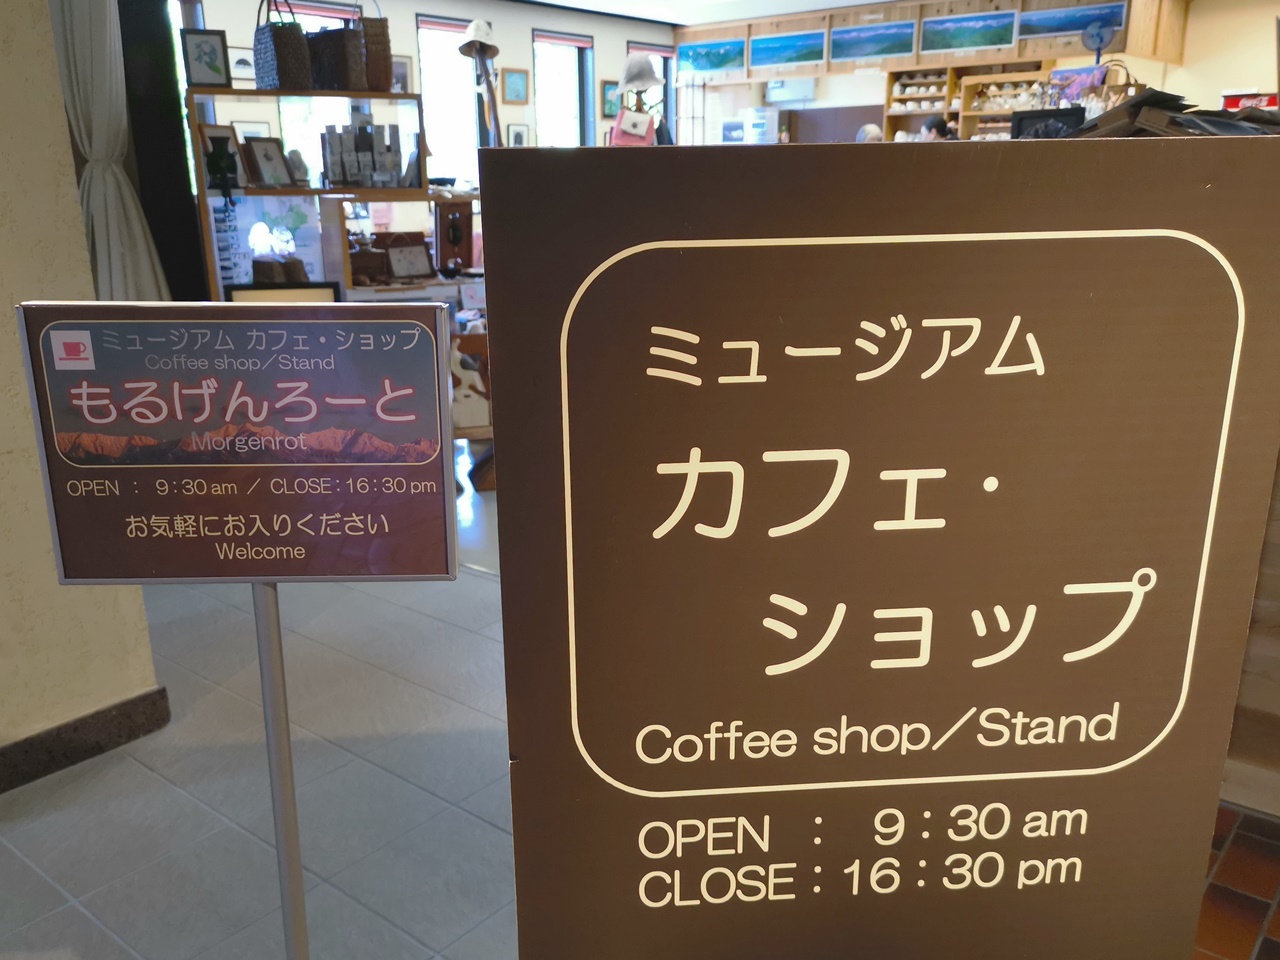 ミュージアム カフェ・ショップ
Coffee shop/Stand
もるげんろーと
Morgenrot
OPEN : 9:30 am / CLOSE:16:30 pm
お気軽にお入りください
Welcome
ミュージアム
カフェ・
ショップ
Coffee shop/Stand
OPEN : 9:30 am
CLOSE:16:30 pm